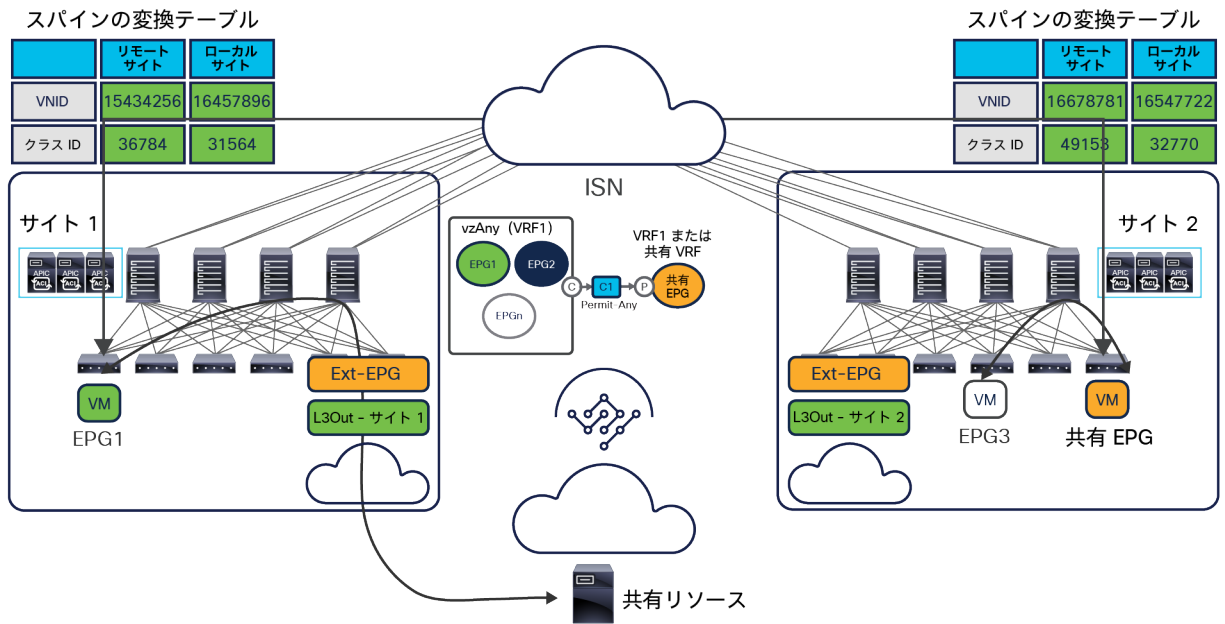 スパインの変換テーブル
リモート
サイト
ローカル
サイト
VNID 15434256 16457896
クラス ID 36784 31564
スパインの変換テーブル
リモート
サイト
ローカル
サイト
VNID 16678781 16547722
クラス ID 49153 32770
ISN
サイト 1
APIC APIC APIC
ACI ACI ACI
vzAny（VRF1）
EPG1 EPG2
EPGn
C C1 P
Permit-Any
VRF1 または
共有 VRF
共有
EPG
サイト 2
APIC APIC APIC
ACI ACI ACI
VM
EPG1
Ext-EPG
L3Out – サイト 1
Ext-EPG
L3Out – サイト 2
VM
EPG3
VM
共有 EPG
共有リソース